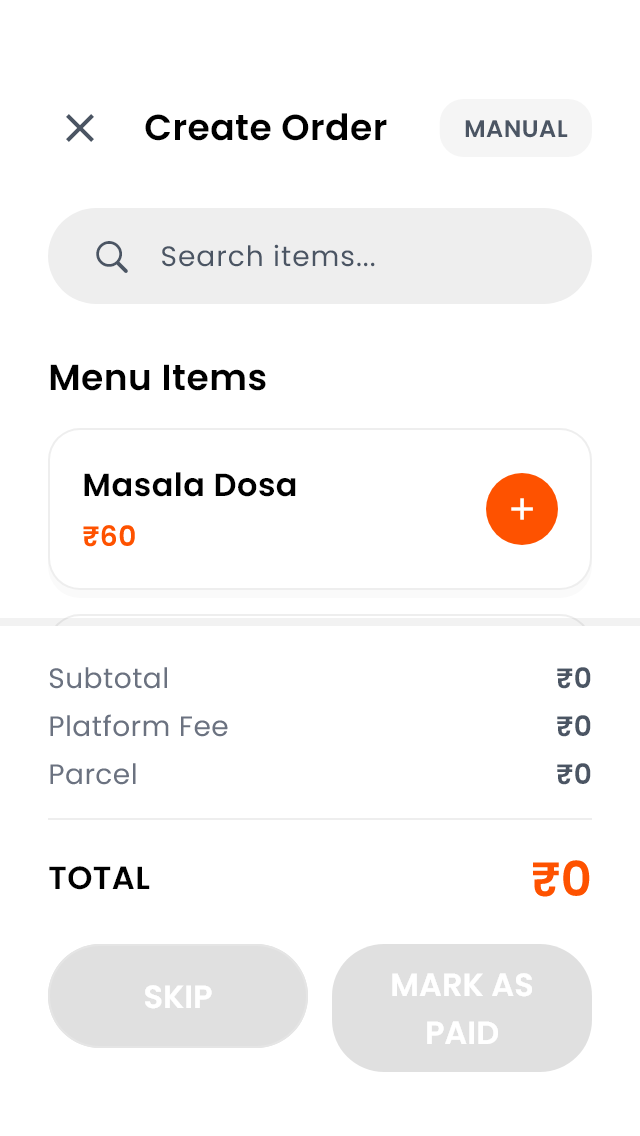 Create Order
MANUAL
Search items...
Menu Items
Masala Dosa
₹60
Subtotal ₹0
Platform Fee ₹0
Parcel ₹0
TOTAL ₹0
SKIP
MARK AS
PAID